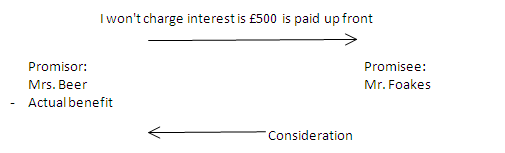 I won't charge interest is £500 is paid up front
Promisor:
Mrs. Beer
- Actual benefit
Promisee:
Mr. Foakes
Consideration